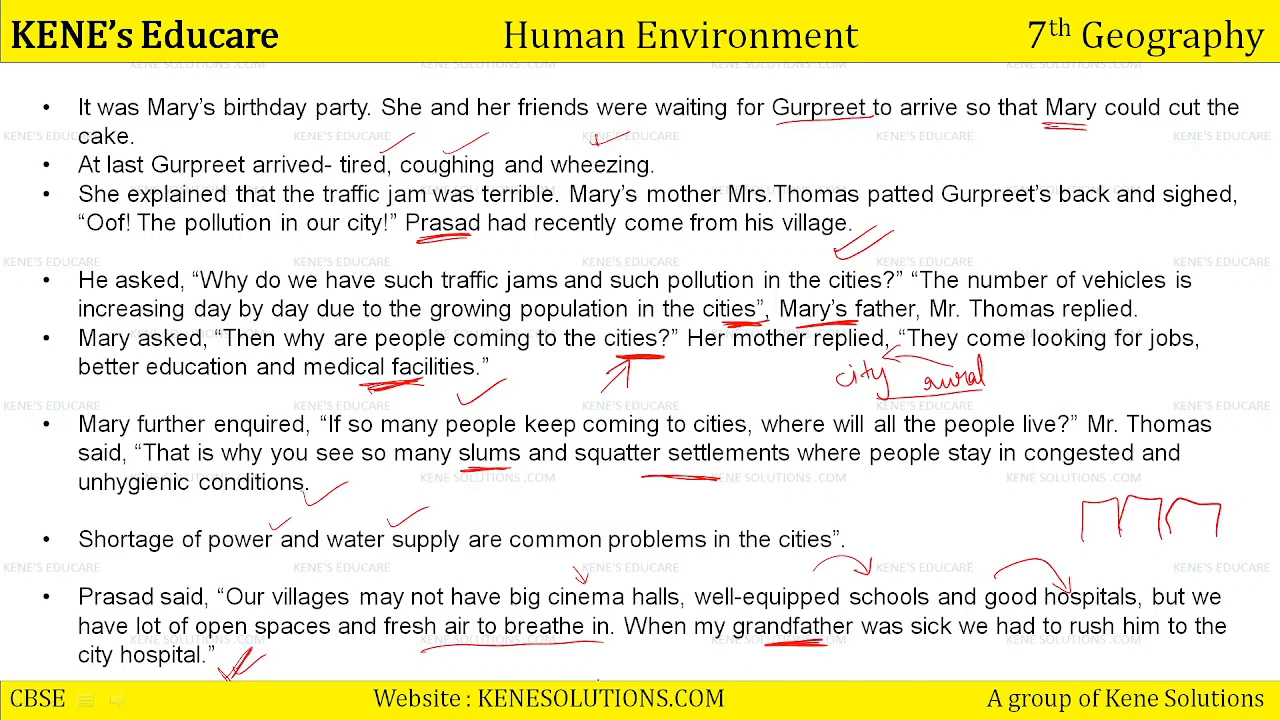 KENE's Educare Human Environment 7th Geography
• It was Mary's birthday party. She and her friends were waiting for Gurpreet to arrive so that Mary could cut the
cake.
• At last Gurpreet arrived- tired, coughing and wheezing.
• She explained that the traffic jam was terrible. Mary's mother Mrs.Thomas patted Gurpreet's back and sighed,
“Oof! The pollution in our city!” Prasad had recently come from his village.
• He asked, “Why do we have such traffic jams and such pollution in the cities?” “The number of vehicles is
increasing day by day due to the growing population in the cities”, Mary's father, Mr. Thomas replied.
• Mary asked, “Then why are people coming to the cities?” Her mother replied, “They come looking for jobs,
better education and medical facilities.”
city rural
• Mary further enquired, “If so many people keep coming to cities, where will all the people live?” Mr. Thomas
said, “That is why you see so many slums and squatter settlements where people stay in congested and
unhygienic conditions.
• Shortage of power and water supply are common problems in the cities”.
• Prasad said, “Our villages may not have big cinema halls, well-equipped schools and good hospitals, but we
have lot of open spaces and fresh air to breathe in. When my grandfather was sick we had to rush him to the
city hospital.”
CBSE Website : KENESOLUTIONS.COM A group of Kene Solutions